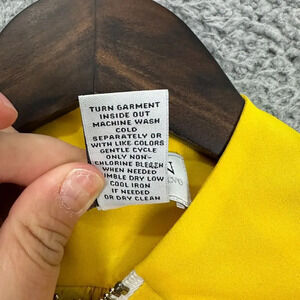 TURN GARMENT
INSIDE OUT
MACHINE WASH
COLD
SEPARATELY OR
WITH LIKE COLORS
GENTLE CYCLE
ONLY NON-
CHLORINE BLEACH
WHEN NEEDED
TUMBLE DRY LOW
COOL IRON
IF NEEDED
OR DRY CLEAN